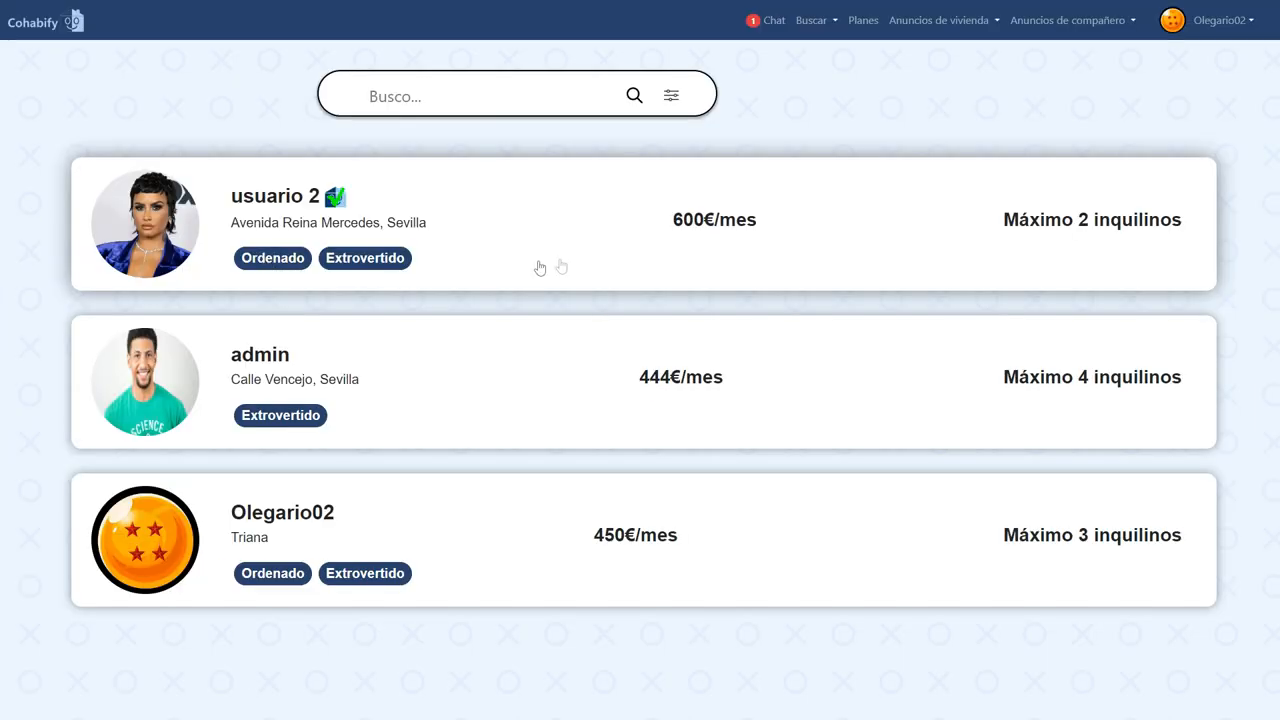 Cohabify
1 Chat Buscar Planes Anuncios de vivienda Anuncios de compañero Olegario02
Busco...
usuario 2
Avenida Reina Mercedes, Sevilla
Ordenado Extrovertido
600€/mes
Máximo 2 inquilinos
admin
Calle Vencejo, Sevilla
Extrovertido
444€/mes
Máximo 4 inquilinos
SCIENCE
Olegario02
Triana
Ordenado Extrovertido
450€/mes
Máximo 3 inquilinos